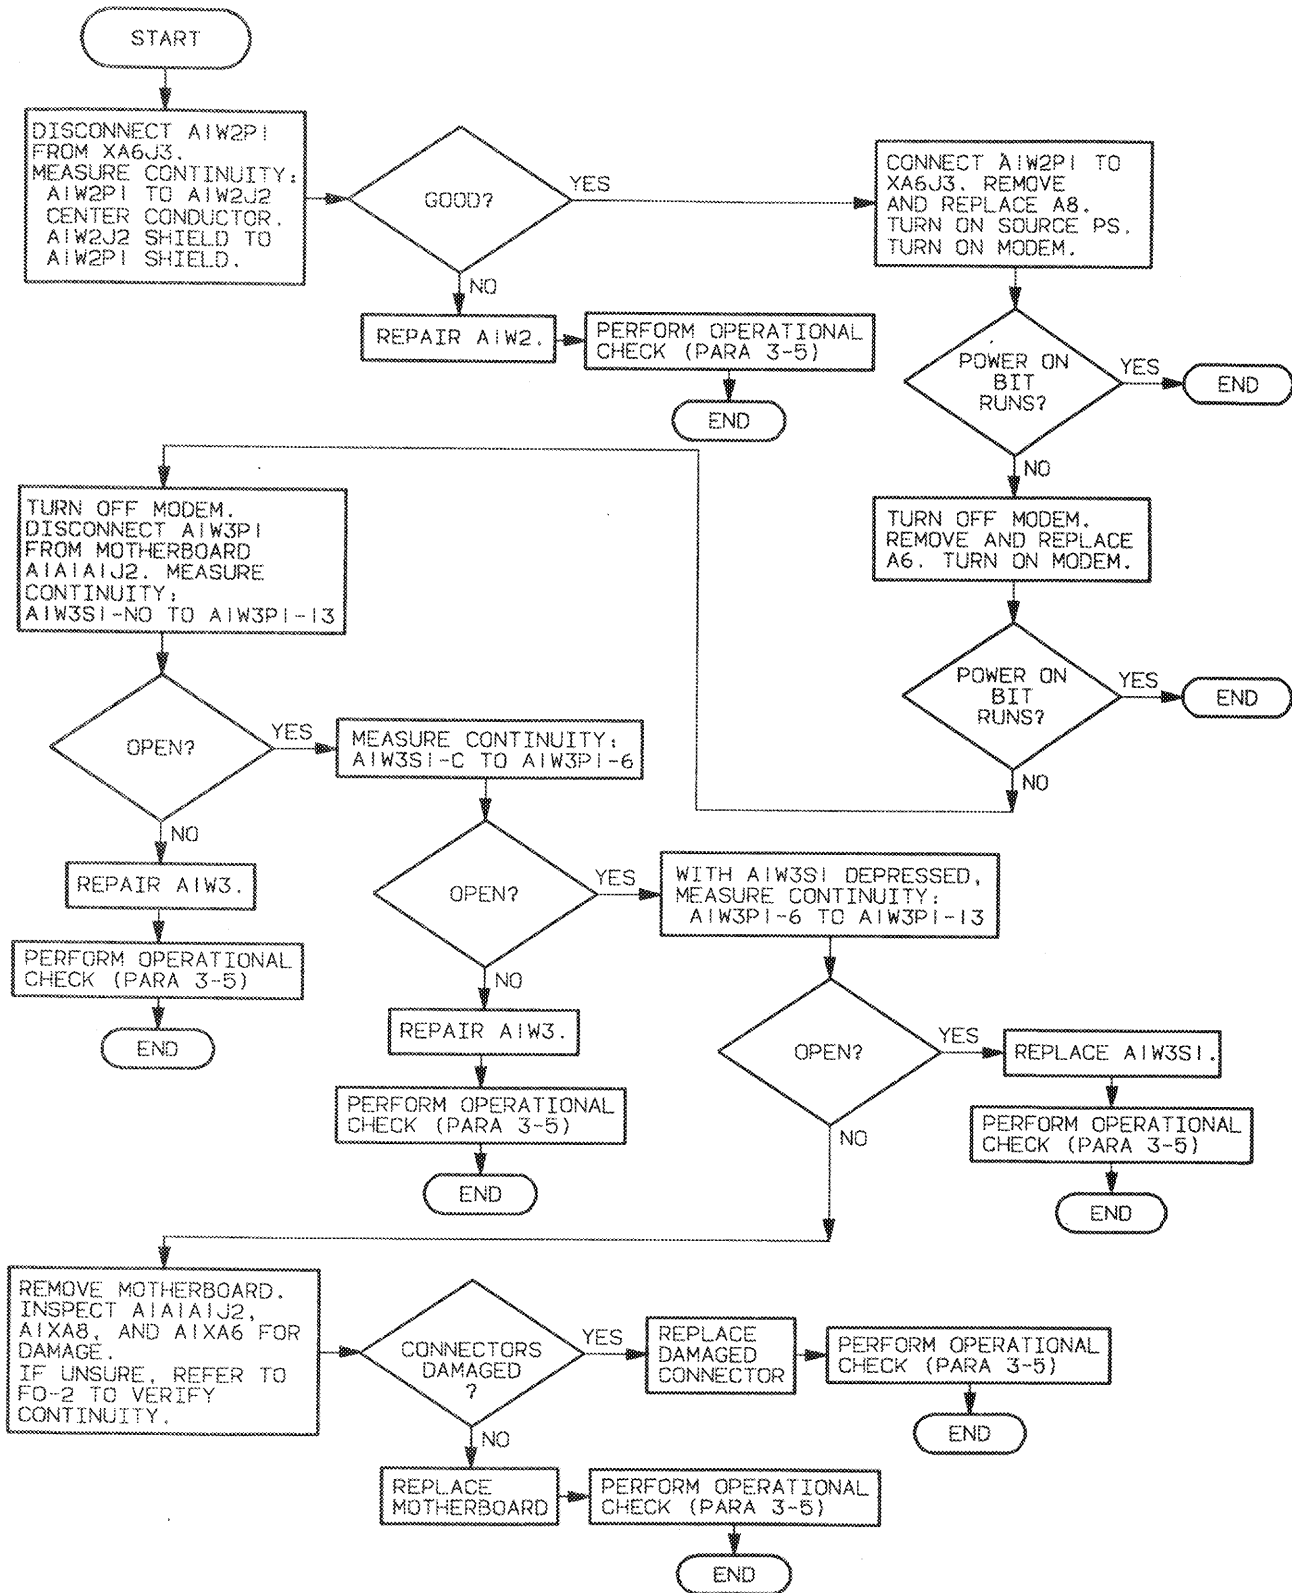 START
DISCONNECT A1W2P1
FROM XA6J3.
MEASURE CONTINUITY:
A1W2P1 TO A1W2J2
CENTER CONDUCTOR.
A1W2J2 SHIELD TO
A1W2P1 SHIELD.
GOOD?
YES
CONNECT A1W2P1 TO
XA6J3. REMOVE
AND REPLACE A8.
TURN ON SOURCE PS.
TURN ON MODEM.
NO
REPAIR A1W2.
PERFORM OPERATIONAL
CHECK (PARA 3-5)
END
POWER ON
BIT
RUNS?
YES
END
NO
TURN OFF MODEM.
REMOVE AND REPLACE
A6. TURN ON MODEM.
POWER ON
BIT
RUNS?
YES
END
NO
TURN OFF MODEM.
DISCONNECT A1W3P1
FROM MOTHERBOARD
A1A1A1J2. MEASURE
CONTINUITY:
A1W3S1-NO TO A1W3P1-13
OPEN?
YES
MEASURE CONTINUITY:
A1W3S1-C TO A1W3P1-6
NO
REPAIR A1W3.
PERFORM OPERATIONAL
CHECK (PARA 3-5)
END
OPEN?
YES
WITH A1W3S1 DEPRESSED,
MEASURE CONTINUITY:
A1W3P1-6 TO A1W3P1-13
NO
REPAIR A1W3.
PERFORM OPERATIONAL
CHECK (PARA 3-5)
END
OPEN?
YES
REPLACE A1W3S1.
PERFORM OPERATIONAL
CHECK (PARA 3-5)
END
NO
REMOVE MOTHERBOARD.
INSPECT A1A1A1J2,
A1XA8, AND A1XA6 FOR
DAMAGE.
IF UNSURE, REFER TO
FO-2 TO VERIFY
CONTINUITY.
CONNECTORS
DAMAGED
?
YES
REPLACE
DAMAGED
CONNECTOR
PERFORM OPERATIONAL
CHECK (PARA 3-5)
END
NO
REPLACE
MOTHERBOARD
PERFORM OPERATIONAL
CHECK (PARA 3-5)
END